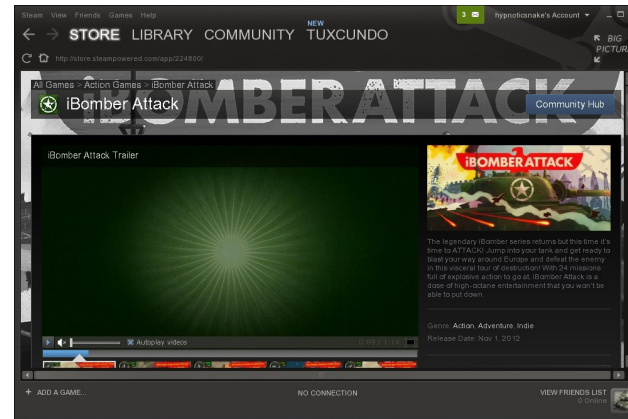 Steam View Friends Games Help
3 hypnoticsnake's Account
NEW
STORE LIBRARY COMMUNITY TUXCUNDO
BIG
PICTURE
http://store.steampowered.com/app/224800/
iBOMBER ATTACK
All Games > Action Games > iBomber Attack
iBomber Attack
Community Hub
iBomber Attack Trailer
iBOMBER ATTACK
The legendary iBomber series returns but this time it's
time to ATTACK! Jump into your tank and get ready to
blast your way around Europe and defeat the enemy
in this visceral tour of destruction! With 24 missions
full of explosive action to go at, iBomber Attack is a
dose of high-octane entertainment that you won't be
able to put down.
Genre: Action, Adventure, Indie
Release Date: Nov 1, 2012
Autoplay videos
+ ADD A GAME...
NO CONNECTION
VIEW FRIENDS LIST
0 Online